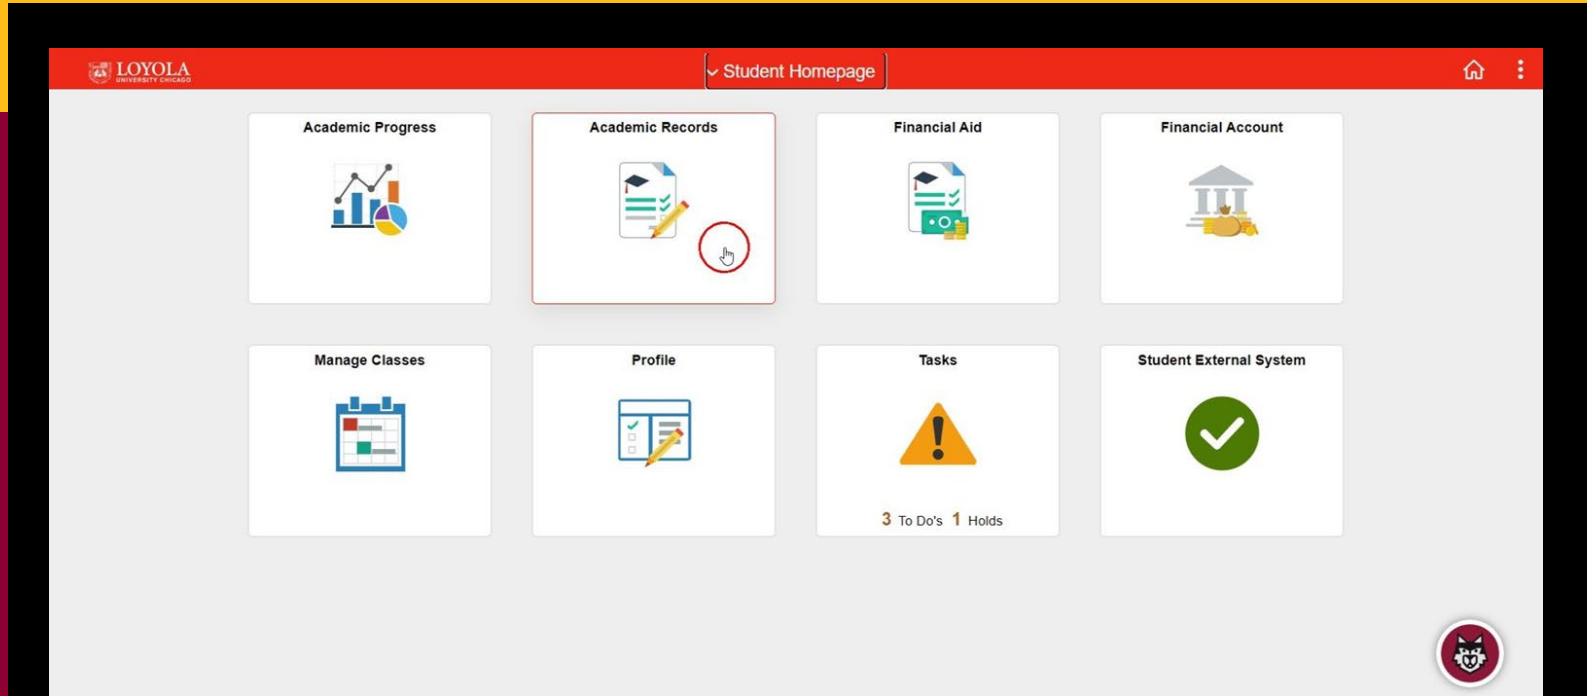 LOYOLA
UNIVERSITY CHICAGO
Student Homepage
Academic Progress
Academic Records
Financial Aid
Financial Account
Manage Classes
Profile
Tasks
Student External System
3 To Do's 1 Holds